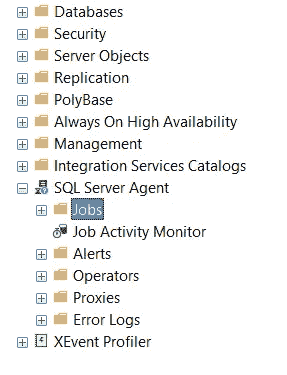 Databases
Security
Server Objects
Replication
PolyBase
Always On High Availability
Management
Integration Services Catalogs
SQL Server Agent
Jobs
Job Activity Monitor
Alerts
Operators
Proxies
Error Logs
XEvent Profiler